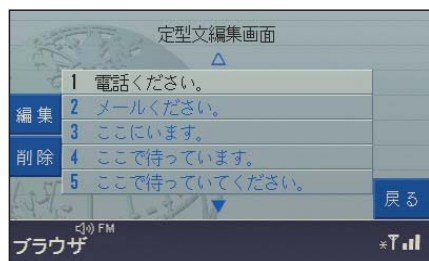 定型文編集画面
1 電話ください。
編集 2 メールください。
3 ここにいます。
削除 4 ここで待っています。
5 ここで待っていてください。
戻る
FM
ブラウザ